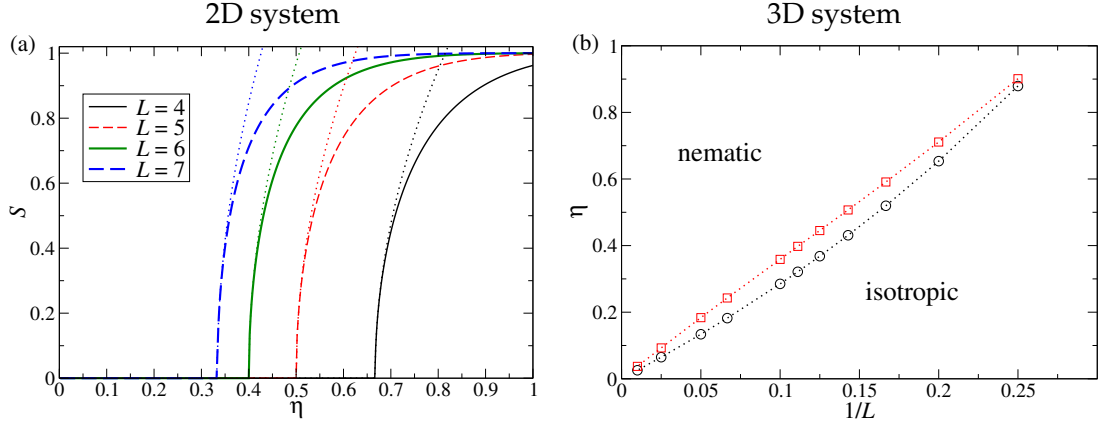 2D system
3D system
(a)
S
1
0.8
0.6
0.4
0.2
0
0
0.1
0.2
0.3
0.4
0.5
0.6
0.7
0.8
0.9
1
η
L = 4
L = 5
L = 6
L = 7
(b)
η
1
0.8
0.6
0.4
0.2
0
0
0.05
0.1
0.15
0.2
0.25
1/L
nematic
isotropic